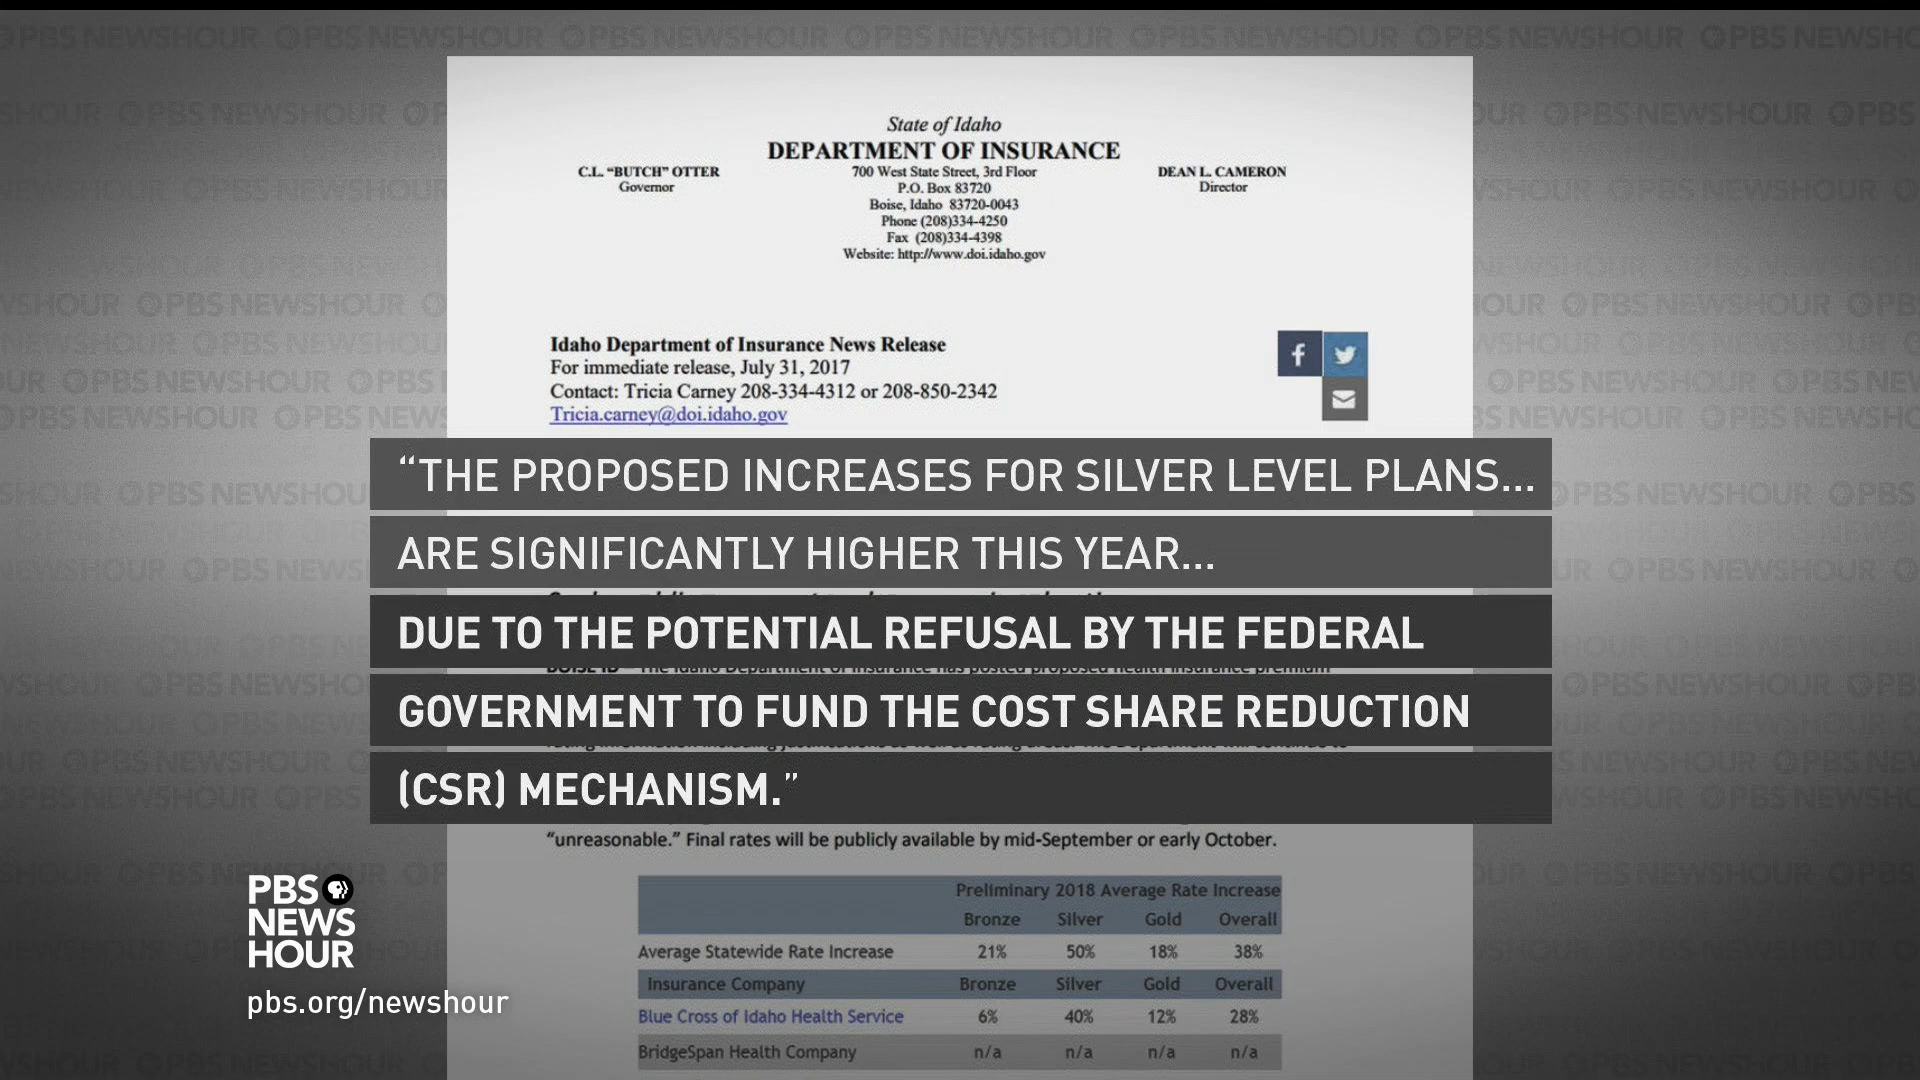 State of Idaho
DEPARTMENT OF INSURANCE
C.L. “BUTCH” OTTER
Governor
700 West State Street, 3rd Floor
P.O. Box 83720
Boise, Idaho 83720-0043
Phone (208)334-4250
Fax (208)334-4398
Website: http://www.doi.idaho.gov
DEAN L. CAMERON
Director
Idaho Department of Insurance News Release
For immediate release, July 31, 2017
Contact: Tricia Carney 208-334-4312 or 208-850-2342
Tricia.carney@doi.idaho.gov
“THE PROPOSED INCREASES FOR SILVER LEVEL PLANS...
ARE SIGNIFICANTLY HIGHER THIS YEAR...
DUE TO THE POTENTIAL REFUSAL BY THE FEDERAL
GOVERNMENT TO FUND THE COST SHARE REDUCTION
(CSR) MECHANISM.”
“unreasonable.” Final rates will be publicly available by mid-September or early October.
Preliminary 2018 Average Rate Increase
Bronze Silver Gold Overall
Average Statewide Rate Increase 21% 50% 18% 38%
Insurance Company Bronze Silver Gold Overall
Blue Cross of Idaho Health Service 6% 40% 12% 28%
BridgeSpan Health Company n/a n/a n/a n/a
PBS
NEWS
HOUR
pbs.org/newshour